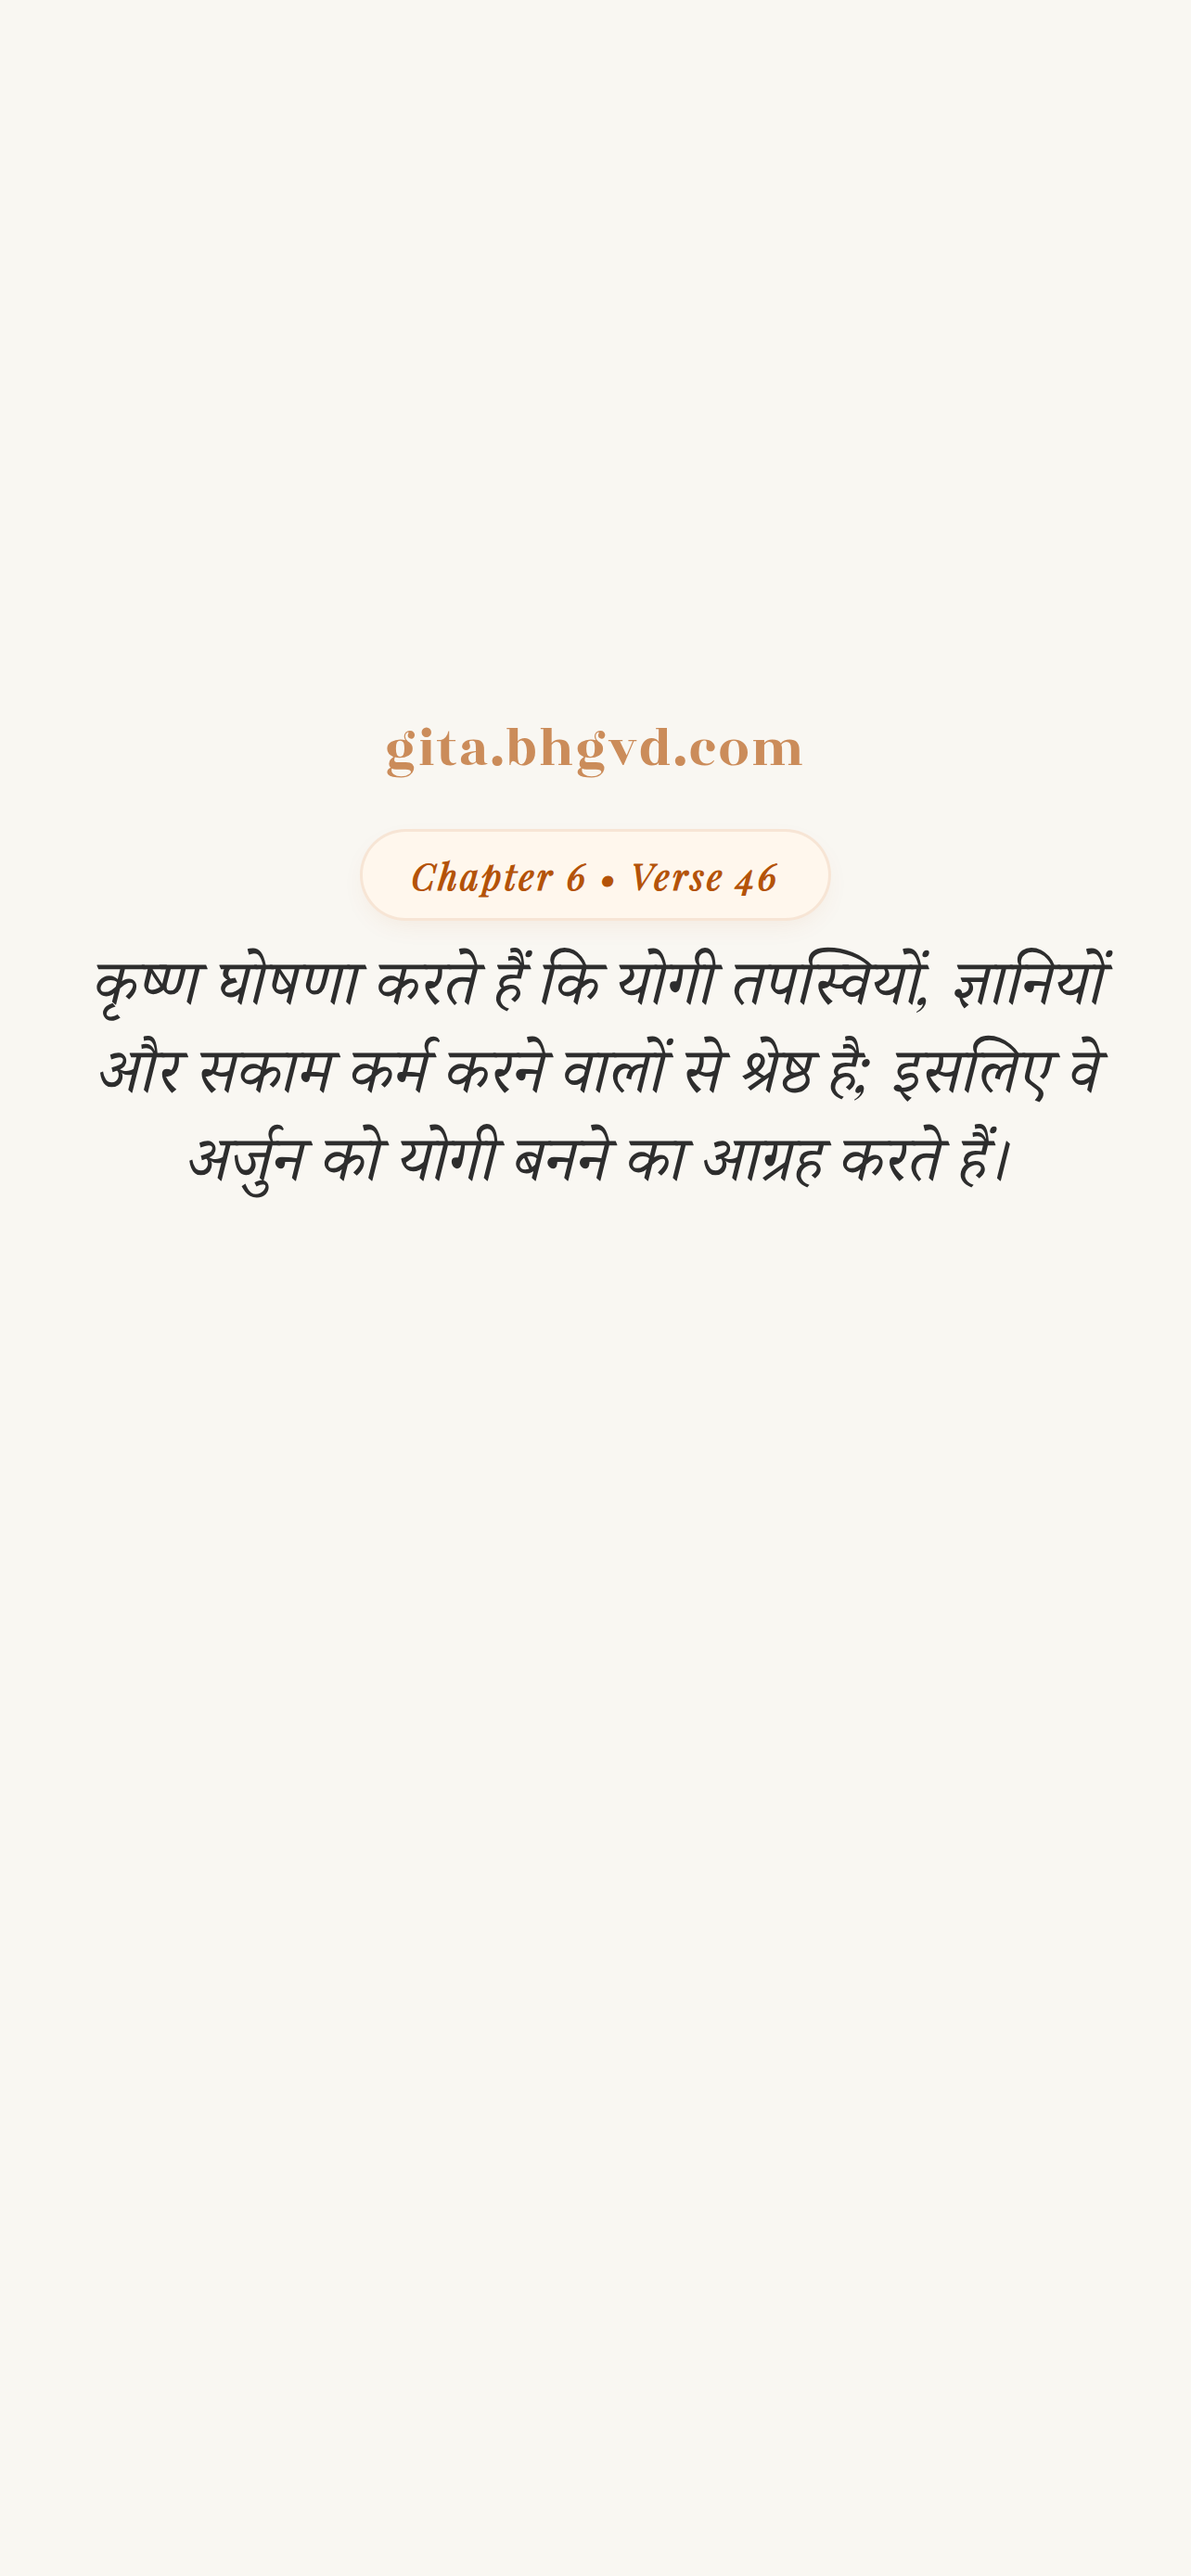 gita.bhgvd.com
Chapter 6 • Verse 46
कृष्ण घोषणा करते हैं कि योगी तपस्वियों, ज्ञानियों
और सकाम कर्म करने वालों से श्रेष्ठ है; इसलिए वे
अर्जुन को योगी बनने का आग्रह करते हैं।